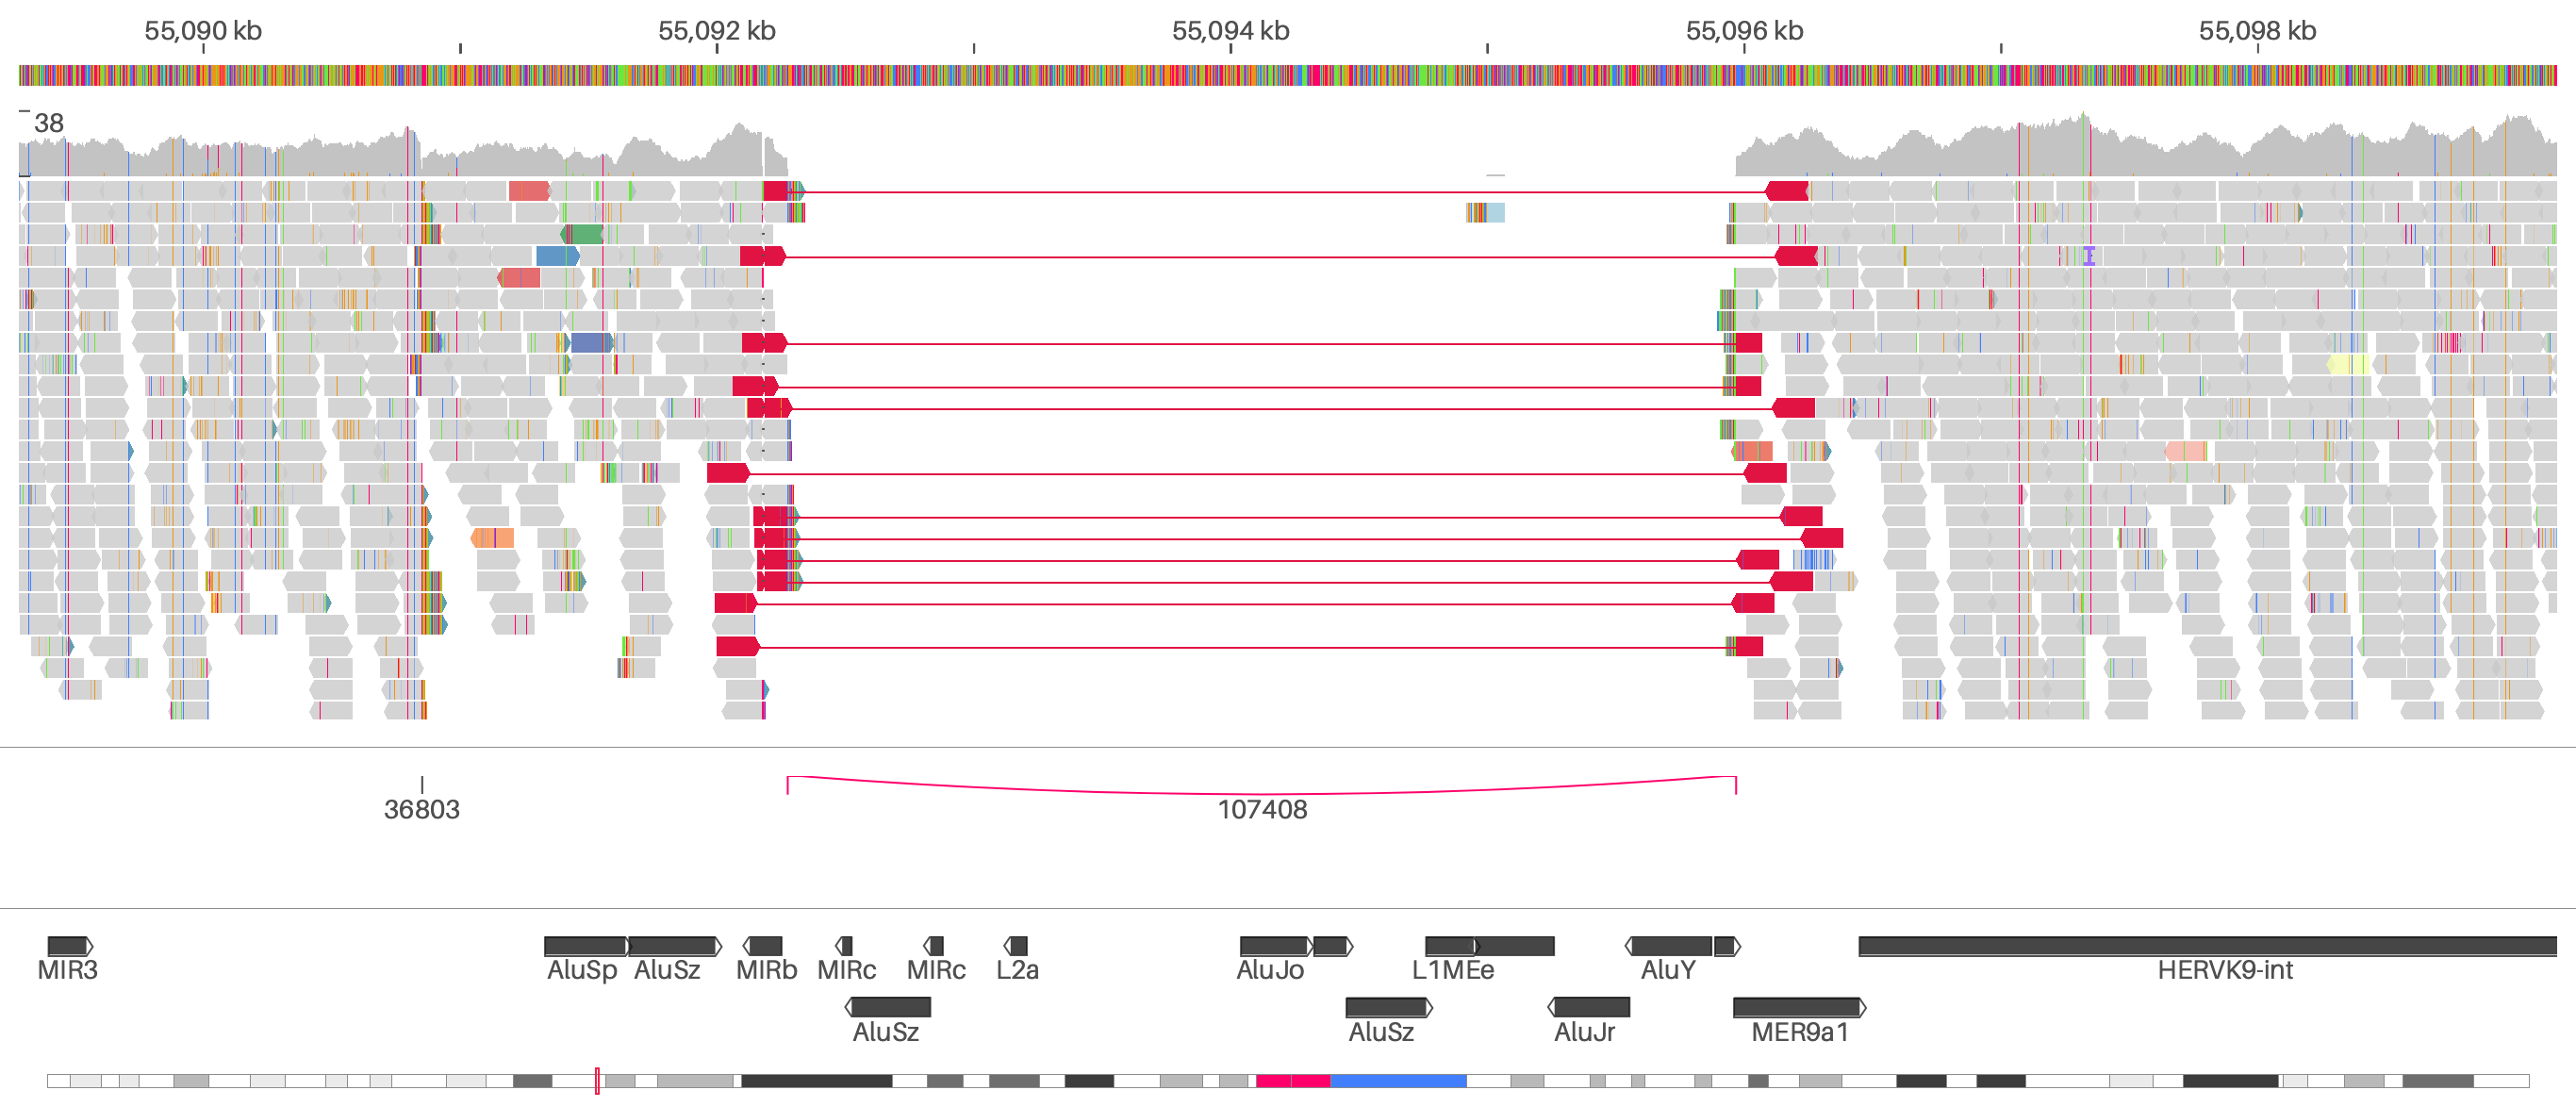 55,090 kb 55,092 kb 55,094 kb 55,096 kb 55,098 kb
38
36803 107408
MIR3 AluSp AluSz MIRb MIRc MIRc L2a AluJo L1MEe AluY HERVK9-int
AluSz AluSz AluJr MER9a1